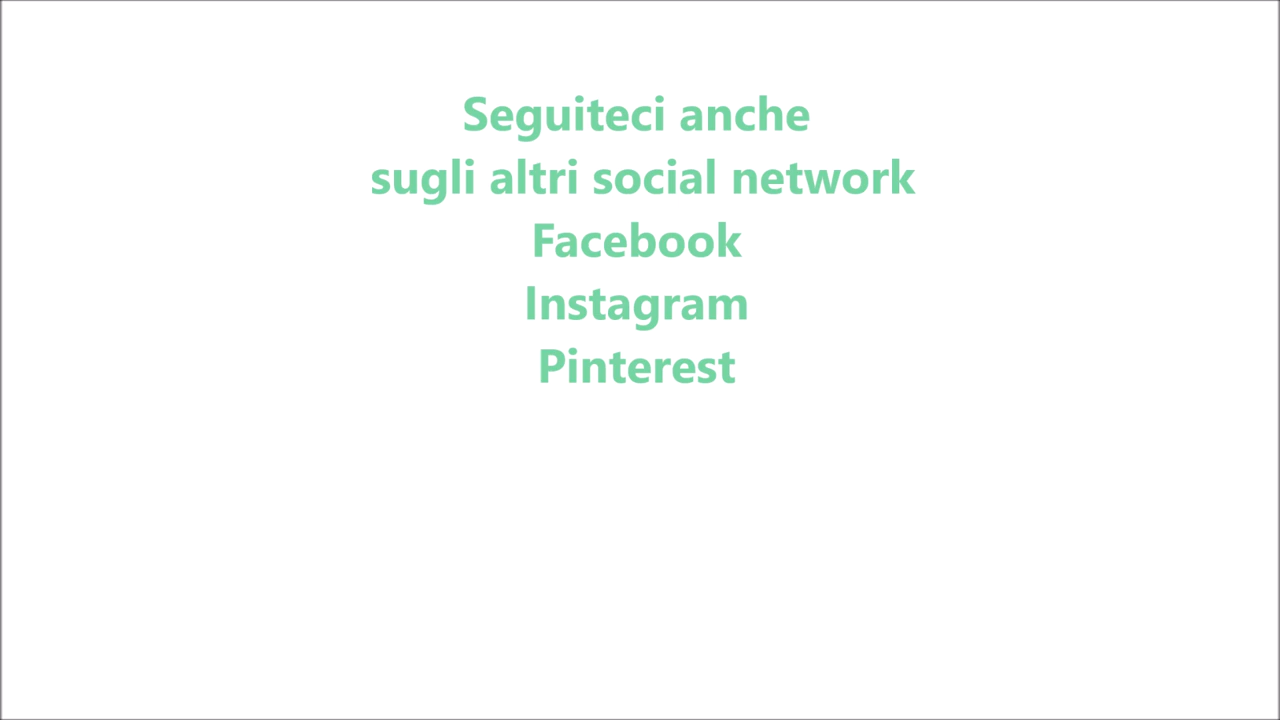 Seguiteci anche
sugli altri social network
Facebook
Instagram
Pinterest